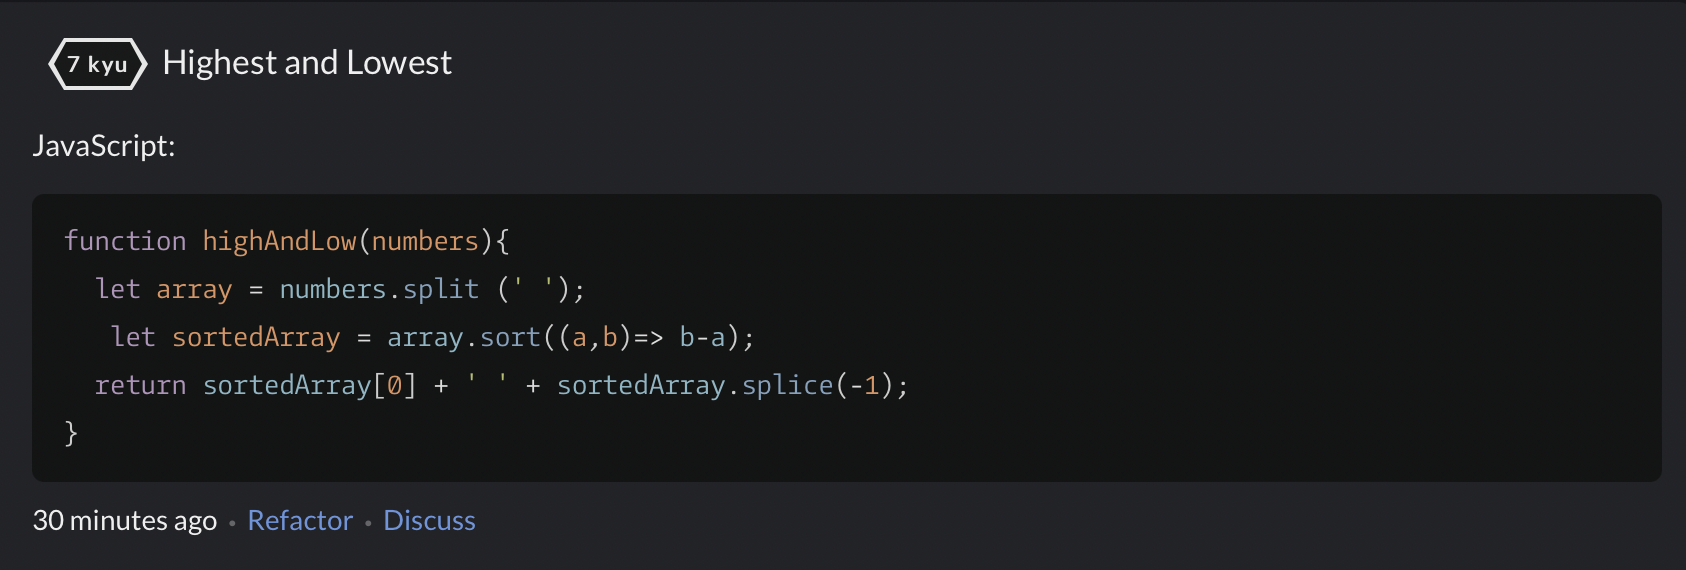 7 kyu Highest and Lowest
JavaScript:
function highAndLow(numbers){
  let array = numbers.split (' ');
   let sortedArray = array.sort((a,b)=> b-a);
  return sortedArray[0] + ' ' + sortedArray.splice(-1);
}
30 minutes ago • Refactor • Discuss